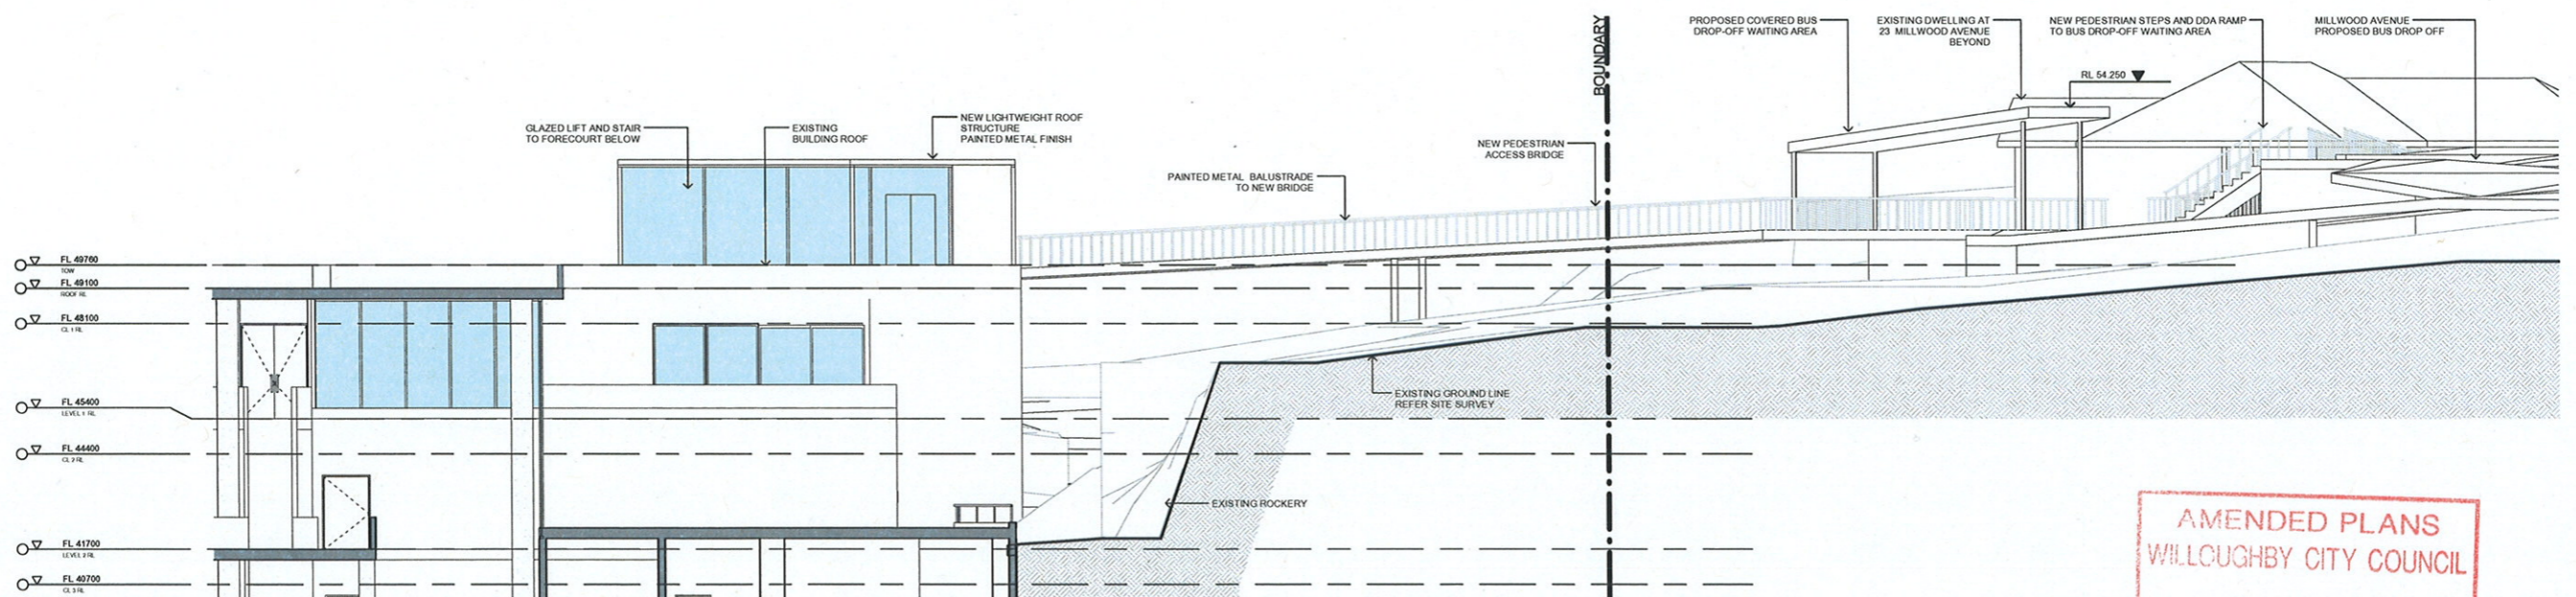 BOUNDARY
PROPOSED COVERED BUS
DROP-OFF WAITING AREA
EXISTING DWELLING AT
23 MILLWOOD AVENUE
BEYOND
NEW PEDESTRIAN STEPS AND DDA RAMP
TO BUS DROP-OFF WAITING AREA
MILLWOOD AVENUE
PROPOSED BUS DROP OFF
RL 54.250
GLAZED LIFT AND STAIR
TO FORECOURT BELOW
EXISTING
BUILDING ROOF
NEW LIGHTWEIGHT ROOF
STRUCTURE
PAINTED METAL FINISH
NEW PEDESTRIAN
ACCESS BRIDGE
PAINTED METAL BALUSTRADE
TO NEW BRIDGE
FL 49760
TOW
FL 49100
ROOF RL
FL 48100
CL 1 RL
FL 45400
LEVEL 1 RL
EXISTING GROUND LINE
REFER SITE SURVEY
FL 44400
CL 2 RL
EXISTING ROCKERY
FL 41700
LEVEL 2 RL
FL 40700
CL 3 RL
AMENDED PLANS
WILLOUGHBY CITY COUNCIL